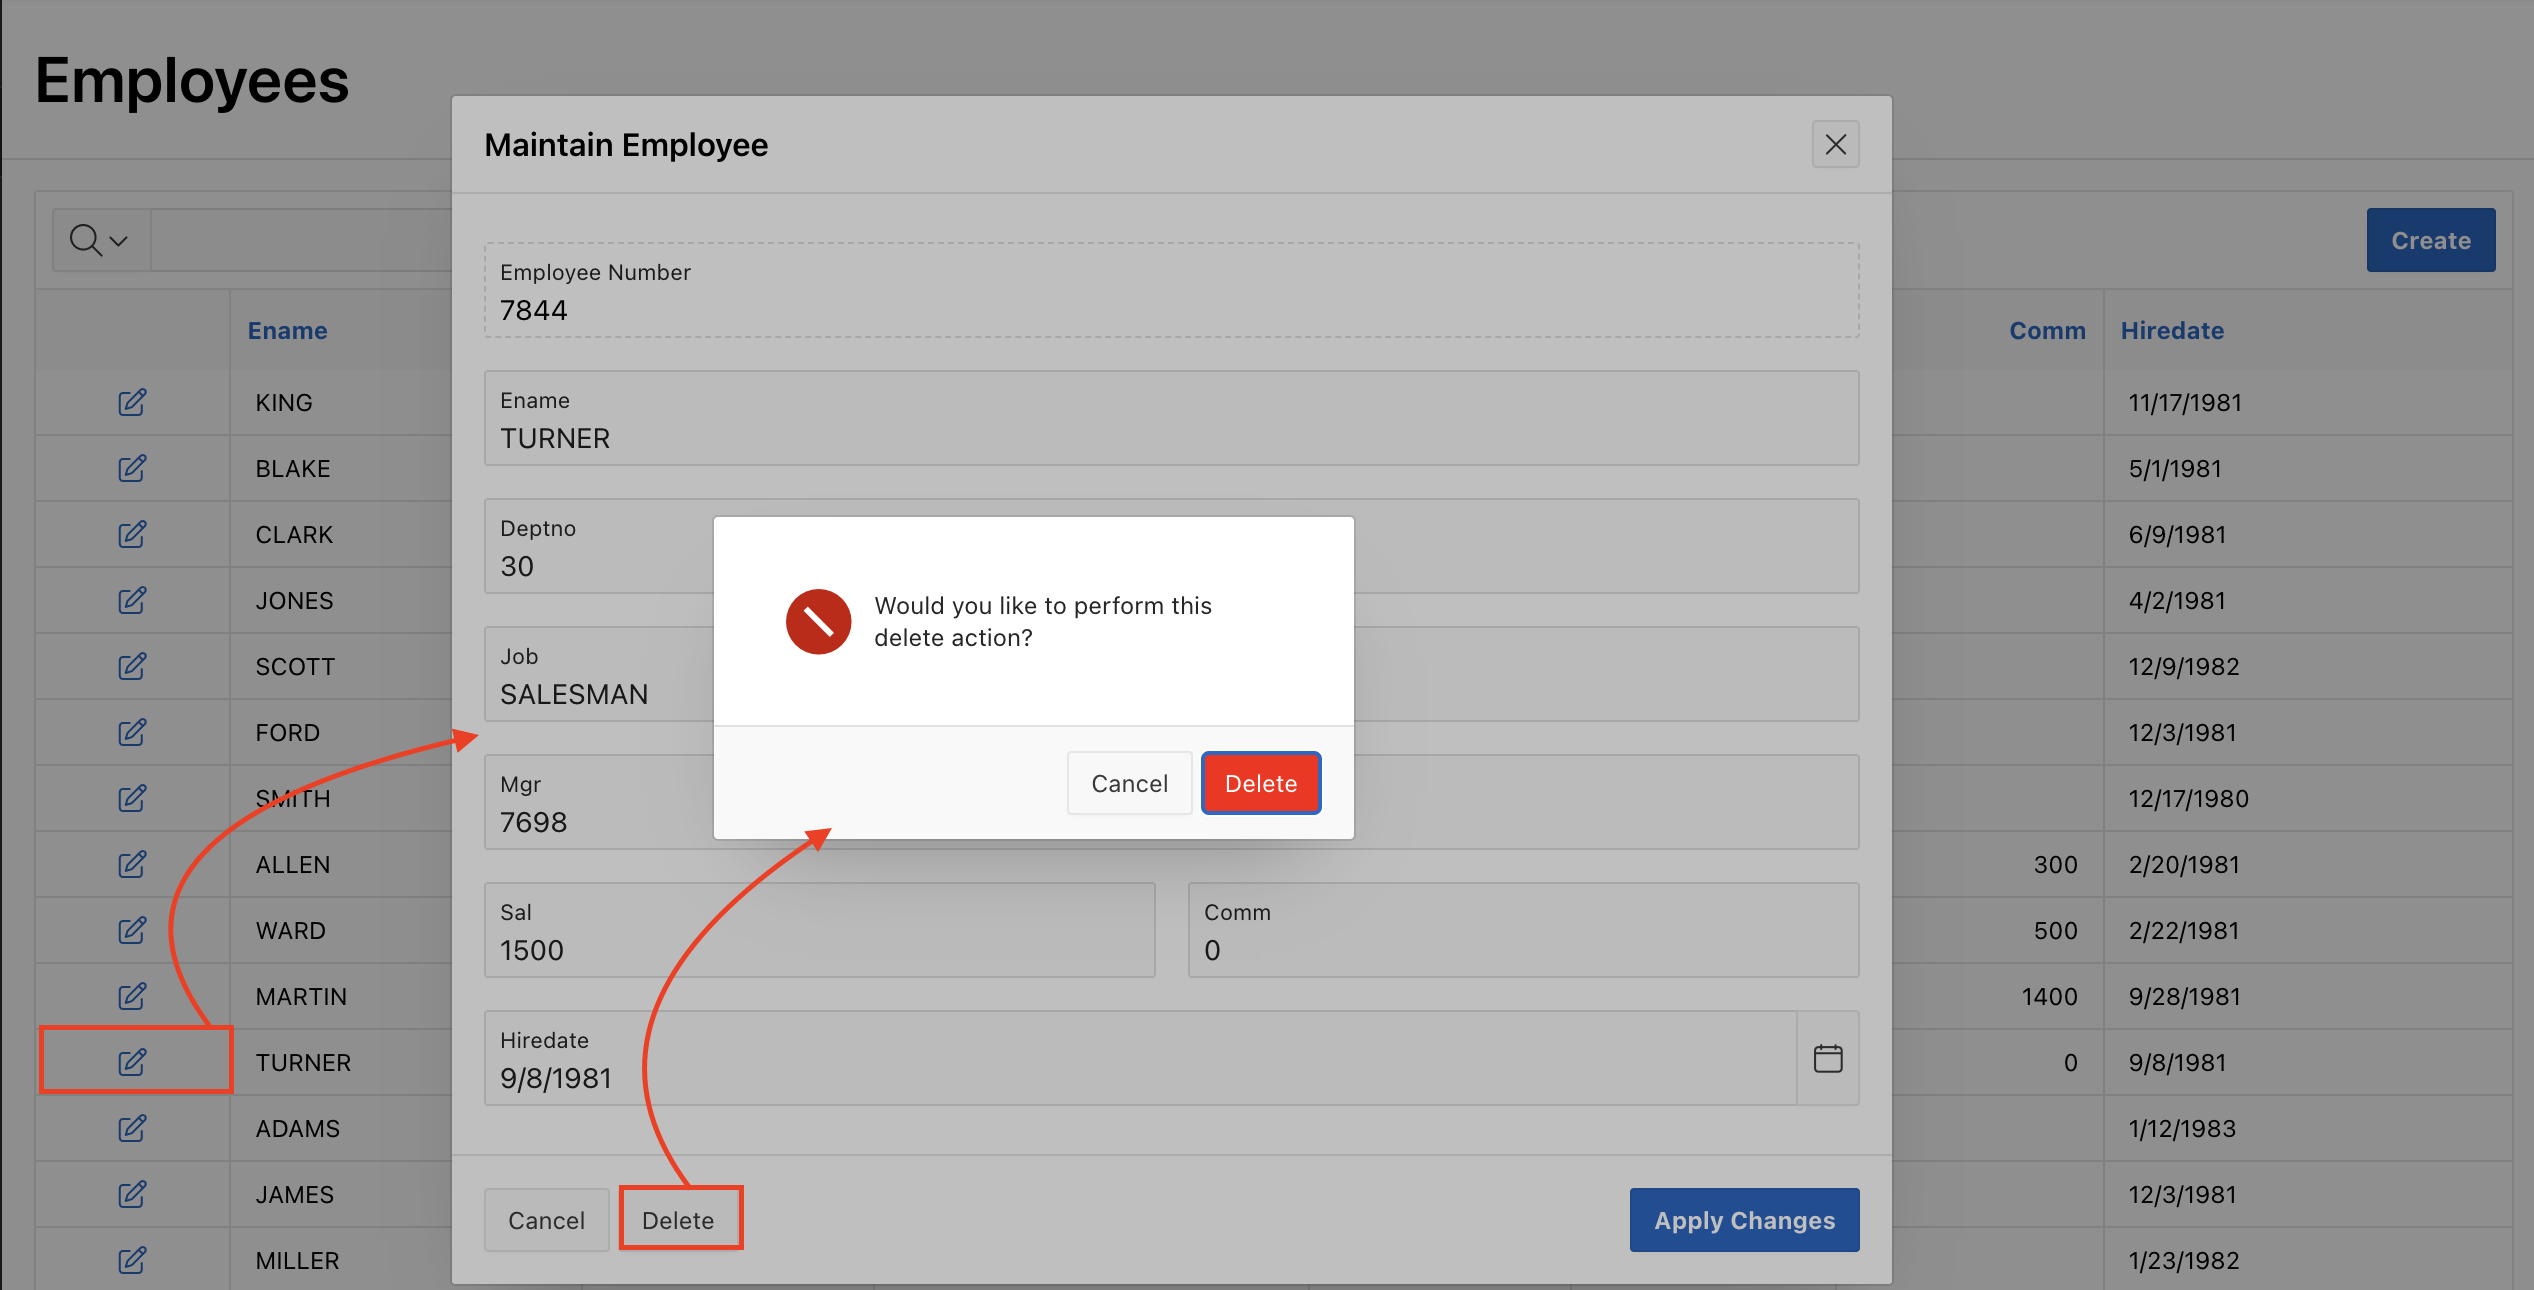 Employees
Maintain Employee
Create
Ename Comm Hiredate
KING 11/17/1981
BLAKE 5/1/1981
CLARK 6/9/1981
JONES 4/2/1981
SCOTT 12/9/1982
FORD 12/3/1981
SMITH 12/17/1980
ALLEN 300 2/20/1981
WARD 500 2/22/1981
MARTIN 1400 9/28/1981
TURNER 0 9/8/1981
ADAMS 1/12/1983
JAMES 12/3/1981
MILLER 1/23/1982
Employee Number
7844
Ename
TURNER
Deptno
30
Job
SALESMAN
Mgr
7698
Sal
1500
Comm
0
Hiredate
9/8/1981
Cancel Delete Apply Changes
Would you like to perform this
delete action?
Cancel Delete